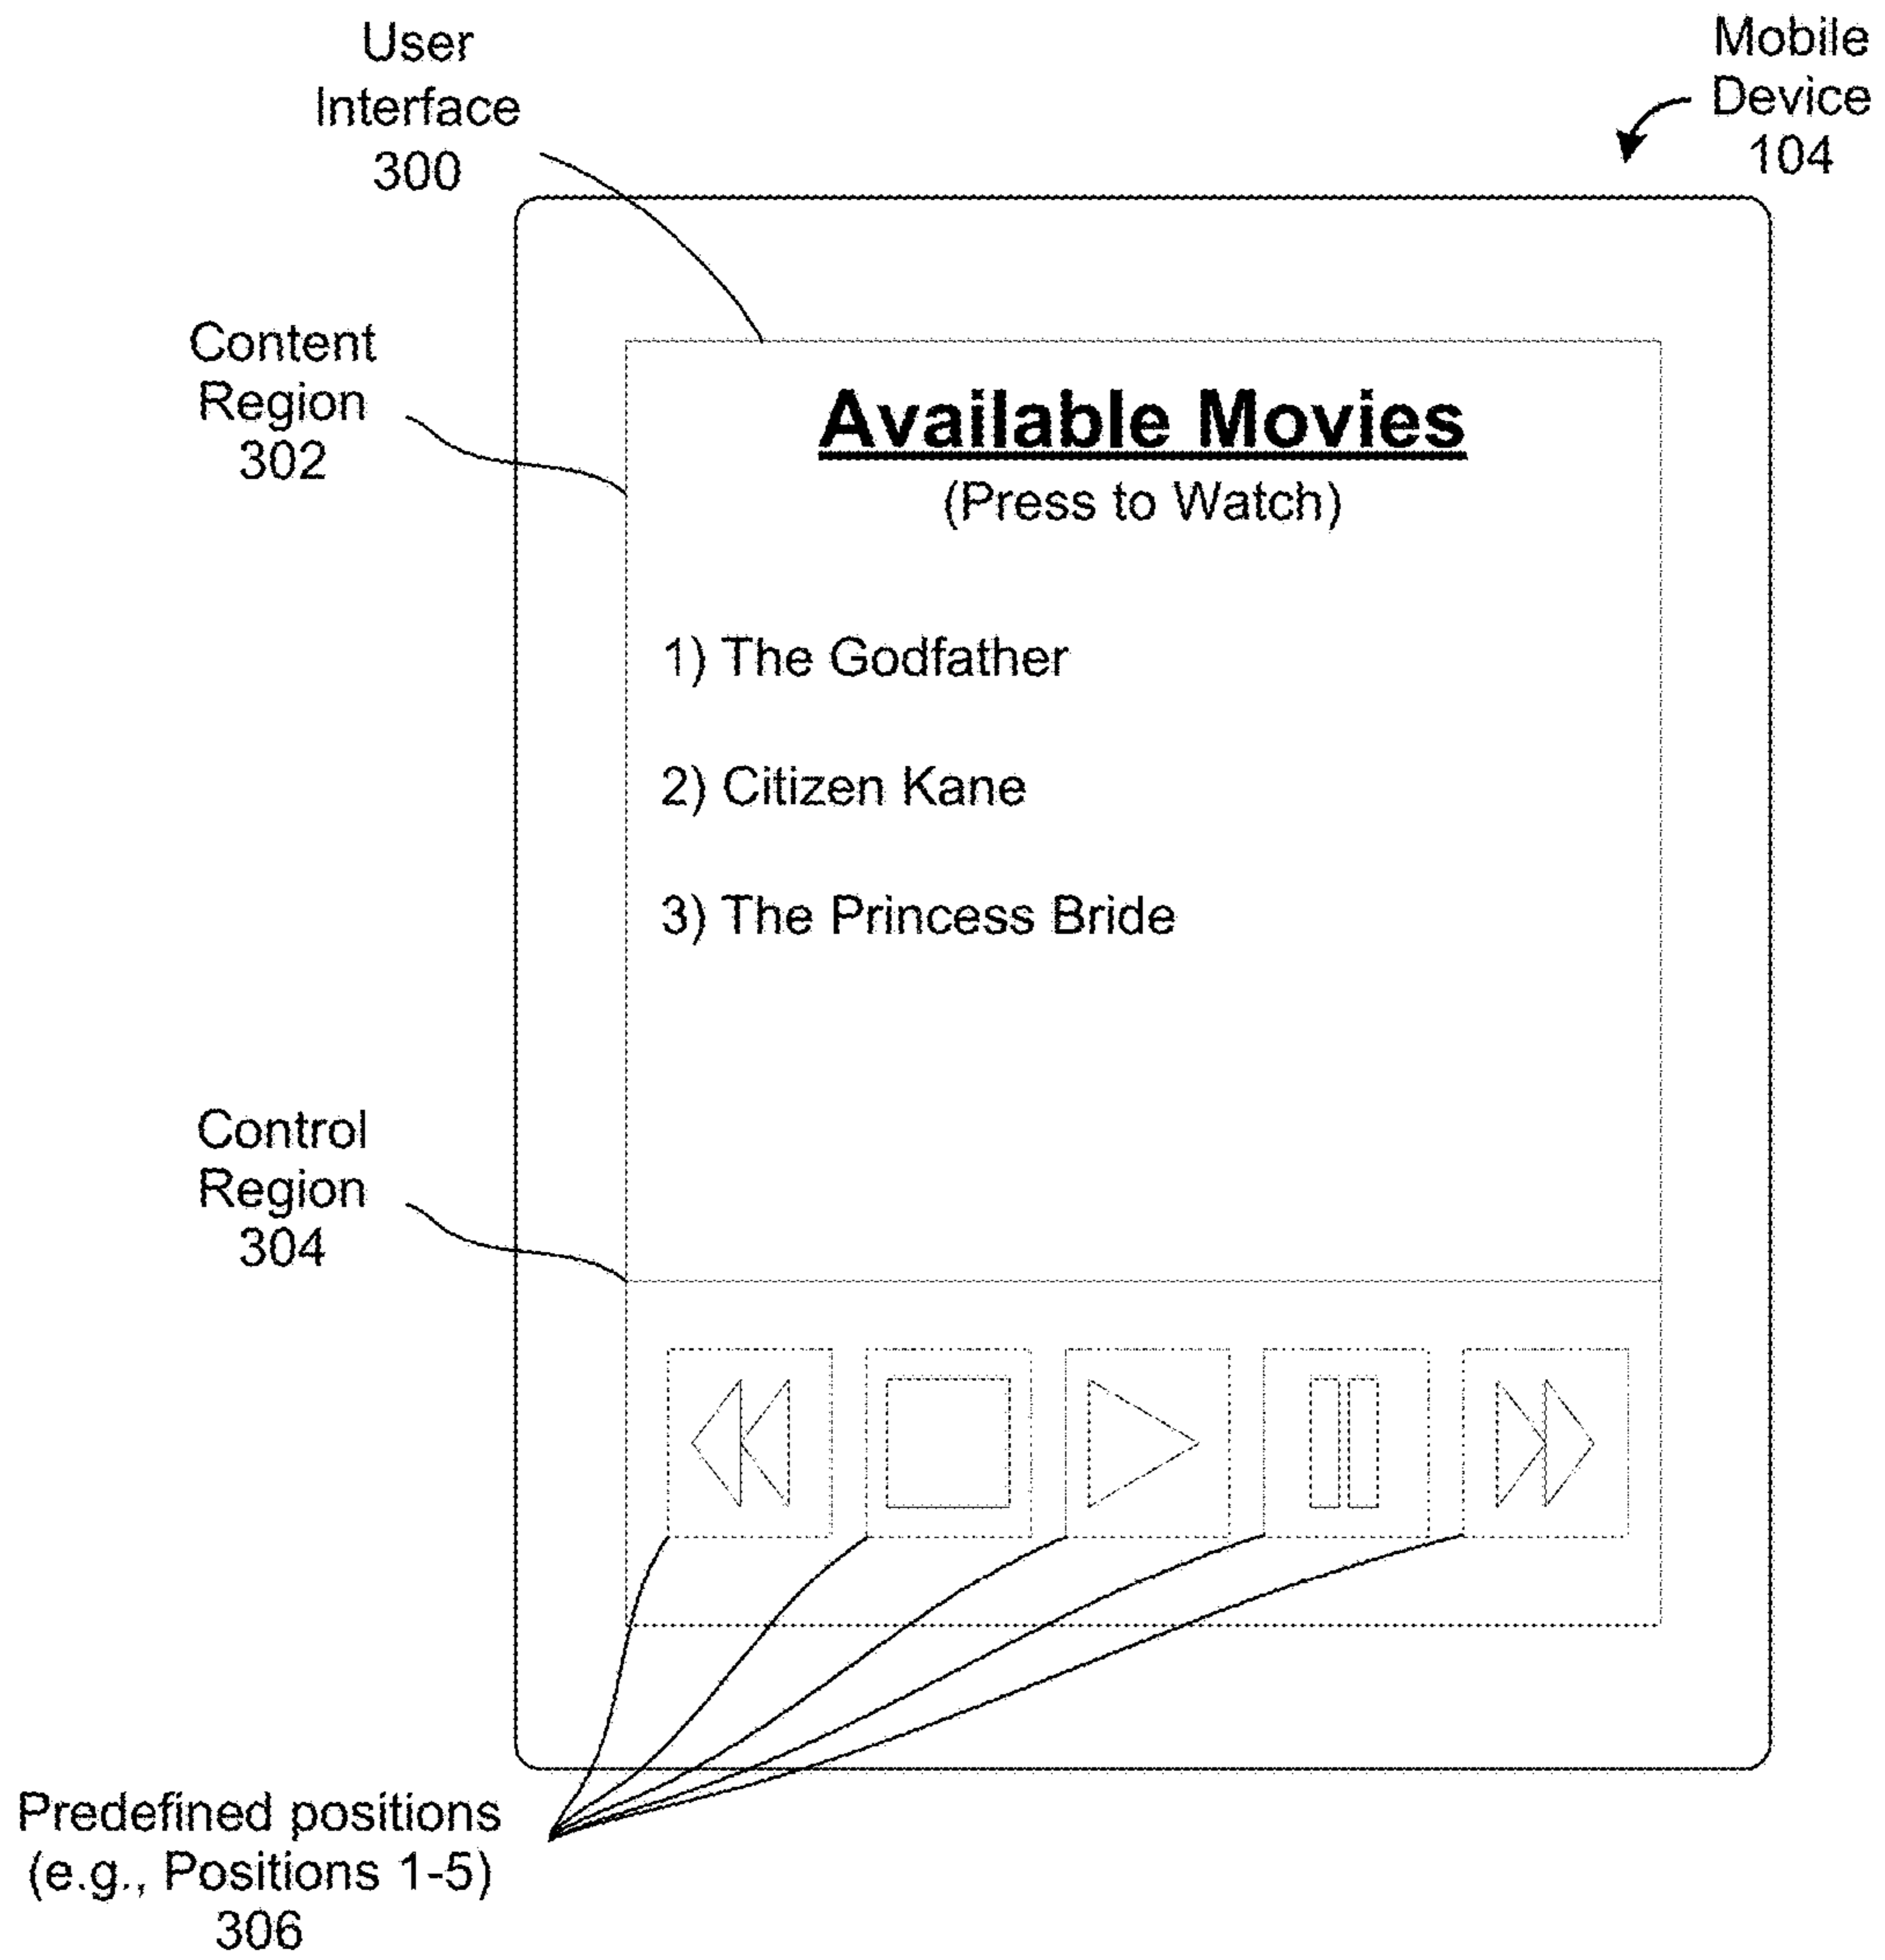 User
Interface
300
Mobile
Device
104
Content
Region
302
Available Movies
(Press to Watch)
1) The Godfather
2) Citizen Kane
3) The Princess Bride
Control
Region
304
Predefined positions
(e.g., Positions 1-5)
306